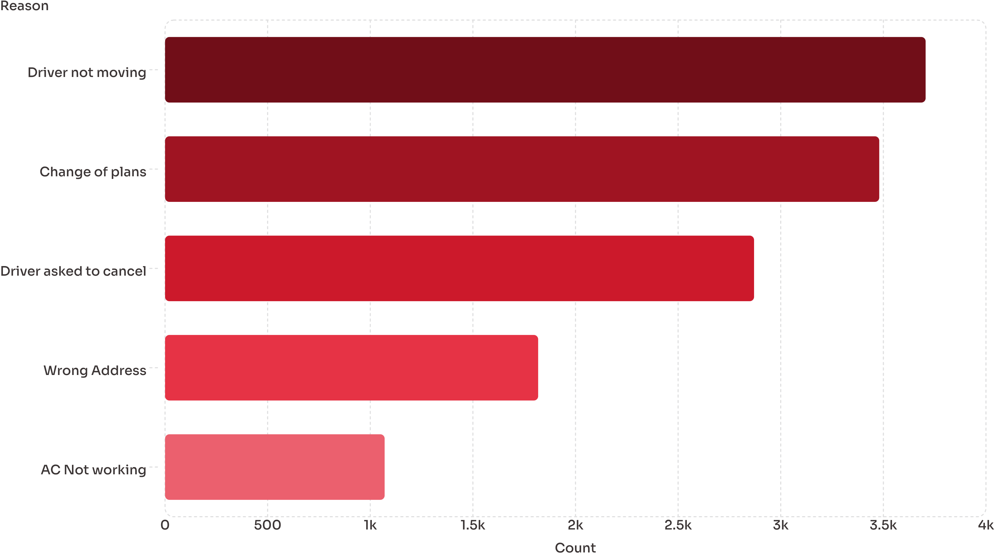 Reason
Driver not moving
Change of plans
Driver asked to cancel
Wrong Address
AC Not working
0 500 1k 1.5k 2k 2.5k 3k 3.5k 4k
Count